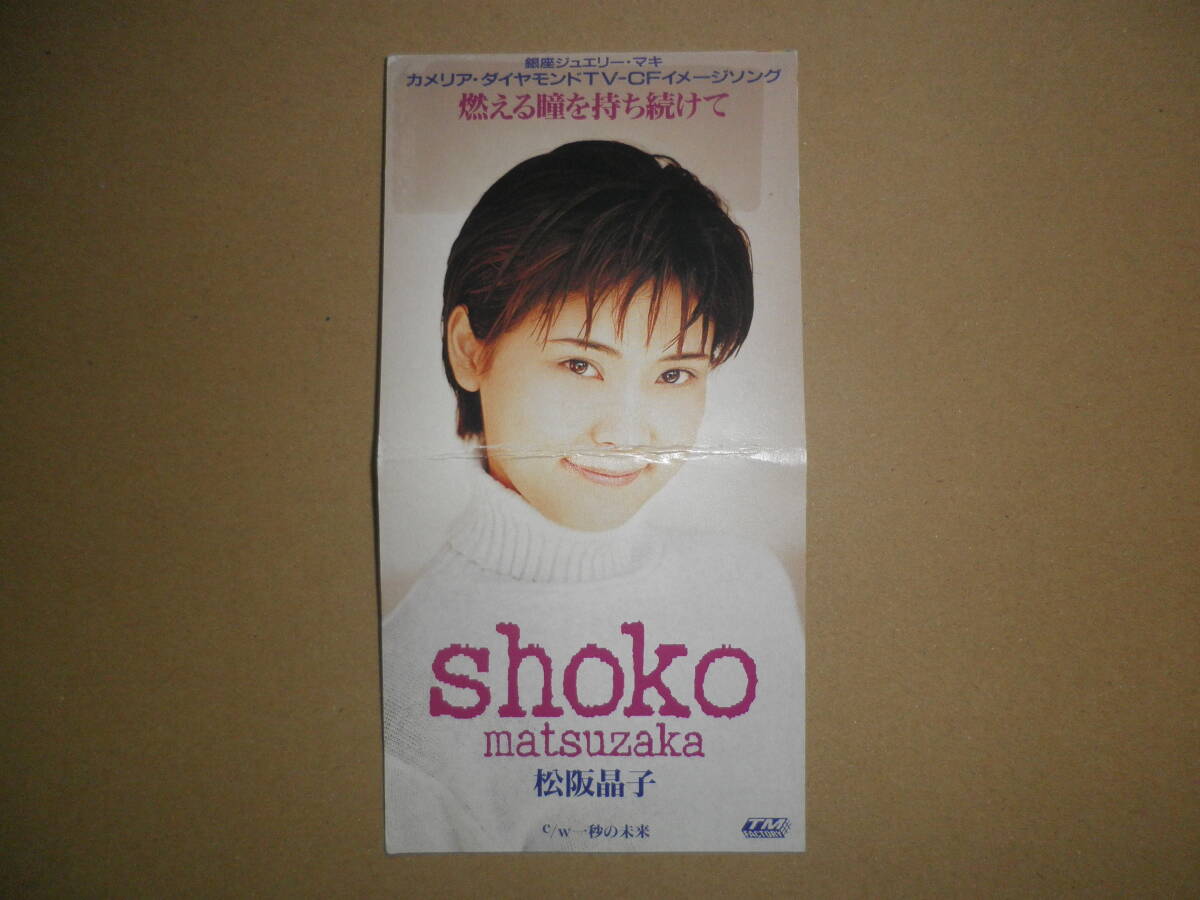 銀座ジュエリー・マキ
カメリア・ダイヤモンドTV-CFイメージソング
燃える瞳を持ち続けて
shoko
matsuzaka
松阪晶子
c/w一秒の未来
TM
FACTORY